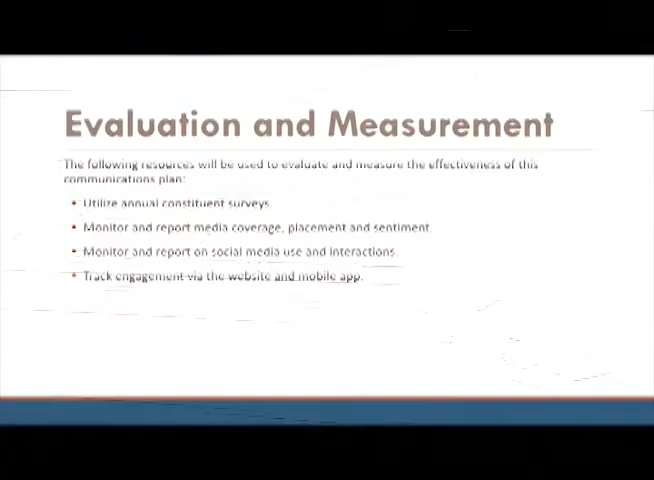 Evaluation and Measurement
The following resources will be used to evaluate and measure the effectiveness of this
communications plan:
• Utilize annual constituent surveys.
• Monitor and report media coverage, placement and sentiment.
• Monitor and report on social media use and interactions.
• Track engagement via the website and mobile app.